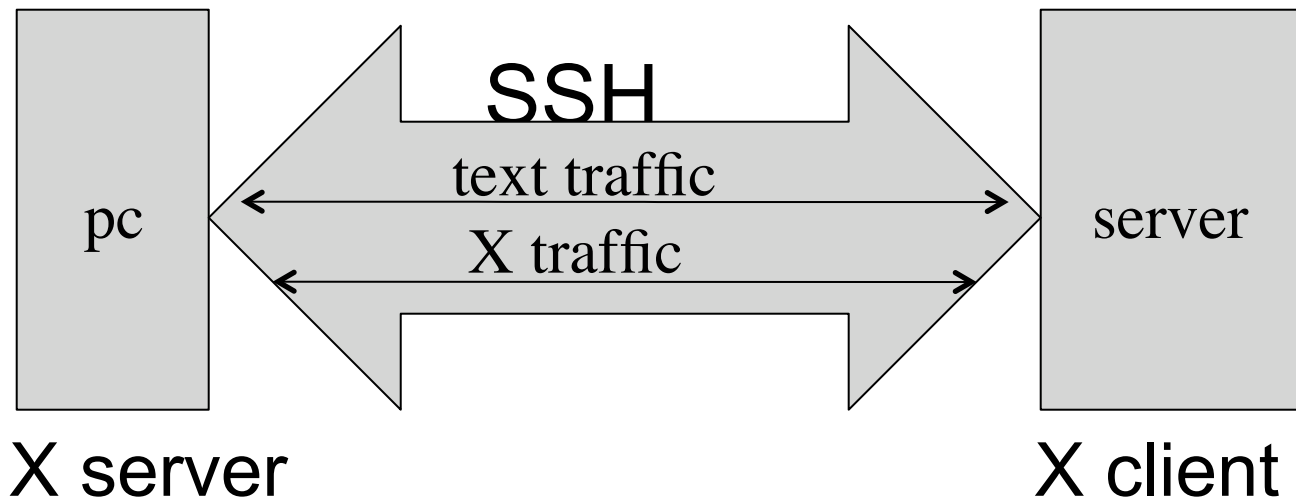 SSH
text traffic
pc
server
X traffic
X server
X client